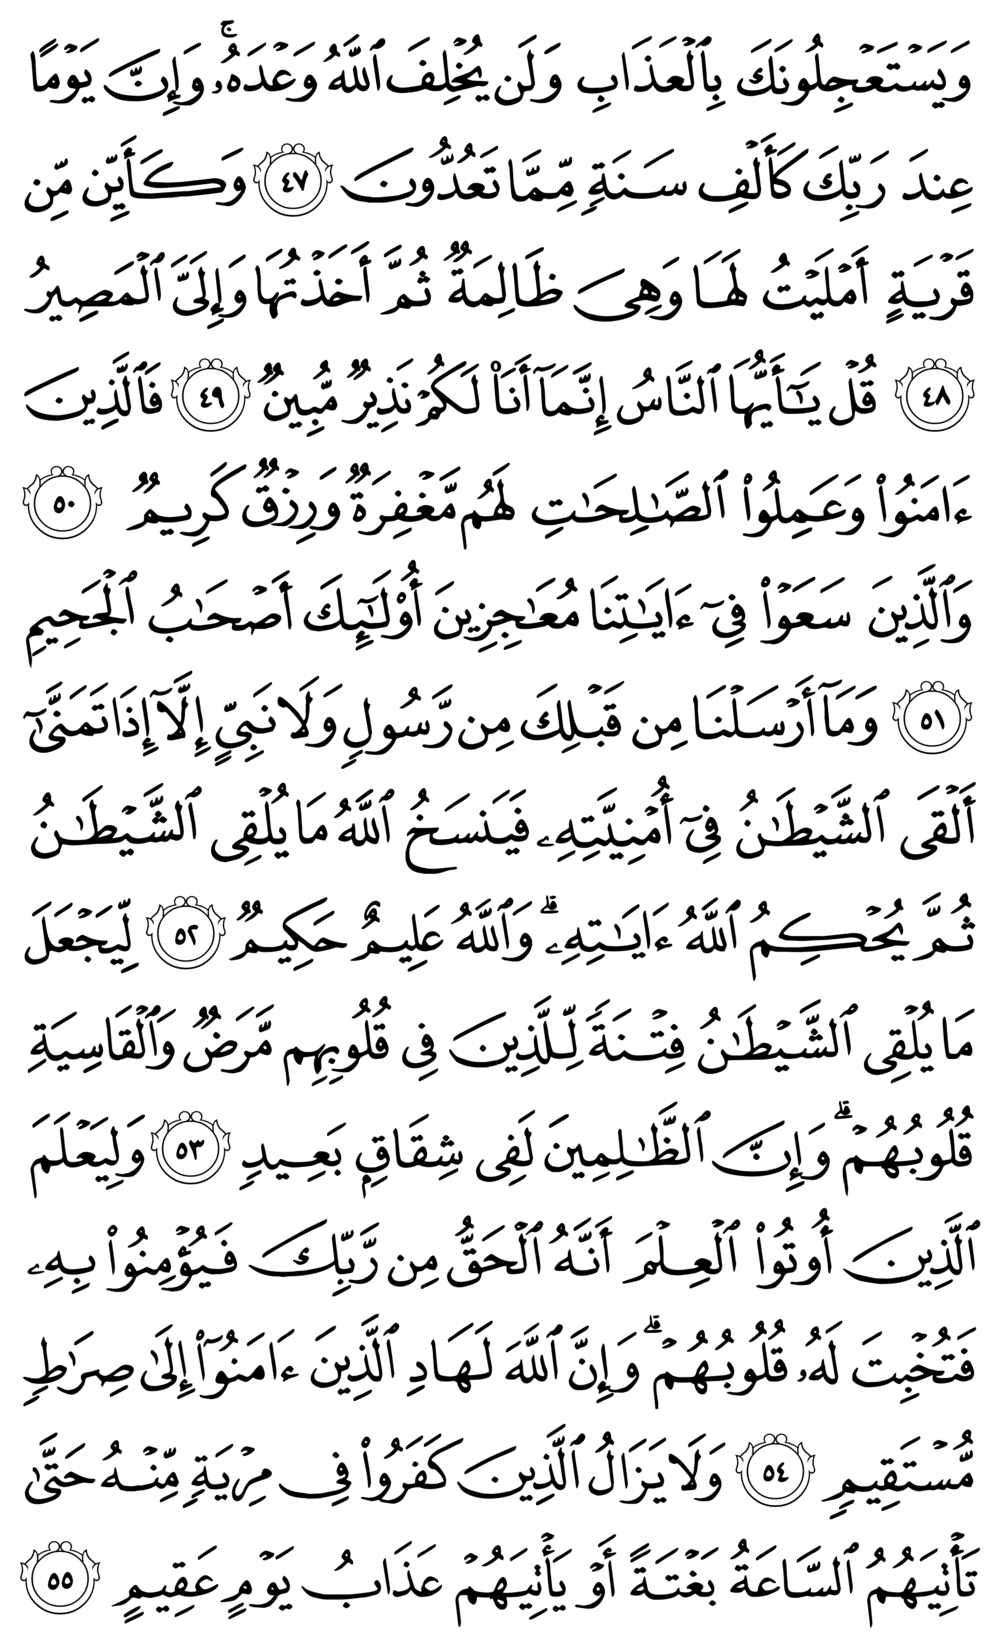 وَيَسْتَعْجِلُونَكَ بِٱلْعَذَابِ وَلَن يُخْلِفَ ٱللَّهُ وَعْدَهُۥ ۚ وَإِنَّ يَوْمًا
عِندَ رَبِّكَ كَأَلْفِ سَنَةٍ مِّمَّا تَعُدُّونَ ٤٧ وَكَأَيِّن مِّن
قَرْيَةٍ أَمْلَيْتُ لَهَا وَهِىَ ظَالِمَةٌ ثُمَّ أَخَذْتُهَا وَإِلَىَّ ٱلْمَصِيرُ
٤٨ قُلْ يَـٰٓأَيُّهَا ٱلنَّاسُ إِنَّمَآ أَنَا۠ لَكُمْ نَذِيرٌ مُّبِينٌ ٤٩ فَٱلَّذِينَ
ءَامَنُوا۟ وَعَمِلُوا۟ ٱلصَّـٰلِحَـٰتِ لَهُم مَّغْفِرَةٌ وَرِزْقٌ كَرِيمٌ ٥٠
وَٱلَّذِينَ سَعَوْا۟ فِىٓ ءَايَـٰتِنَا مُعَـٰجِزِينَ أُو۟لَـٰٓئِكَ أَصْحَـٰبُ ٱلْجَحِيمِ
٥١ وَمَآ أَرْسَلْنَا مِن قَبْلِكَ مِن رَّسُولٍ وَلَا نَبِىٍّ إِلَّآ إِذَا تَمَنَّىٰٓ
أَلْقَى ٱلشَّيْطَـٰنُ فِىٓ أُمْنِيَّتِهِۦ فَيَنسَخُ ٱللَّهُ مَا يُلْقِى ٱلشَّيْطَـٰنُ
ثُمَّ يُحْكِمُ ٱللَّهُ ءَايَـٰتِهِۦ ۗ وَٱللَّهُ عَلِيمٌ حَكِيمٌ ٥٢ لِّيَجْعَلَ
مَا يُلْقِى ٱلشَّيْطَـٰنُ فِتْنَةً لِّلَّذِينَ فِى قُلُوبِهِم مَّرَضٌ وَٱلْقَاسِيَةِ
قُلُوبُهُمْ ۗ وَإِنَّ ٱلظَّـٰلِمِينَ لَفِى شِقَاقٍۭ بَعِيدٍ ٥٣ وَلِيَعْلَمَ
ٱلَّذِينَ أُوتُوا۟ ٱلْعِلْمَ أَنَّهُ ٱلْحَقُّ مِن رَّبِّكَ فَيُؤْمِنُوا۟ بِهِۦ
فَتُخْبِتَ لَهُۥ قُلُوبُهُمْ ۗ وَإِنَّ ٱللَّهَ لَهَادِ ٱلَّذِينَ ءَامَنُوٓا۟ إِلَىٰ صِرَٰطٍ
مُّسْتَقِيمٍ ٥٤ وَلَا يَزَالُ ٱلَّذِينَ كَفَرُوا۟ فِى مِرْيَةٍ مِّنْهُ حَتَّىٰ
تَأْتِيَهُمُ ٱلسَّاعَةُ بَغْتَةً أَوْ يَأْتِيَهُمْ عَذَابُ يَوْمٍ عَقِيمٍ ٥٥